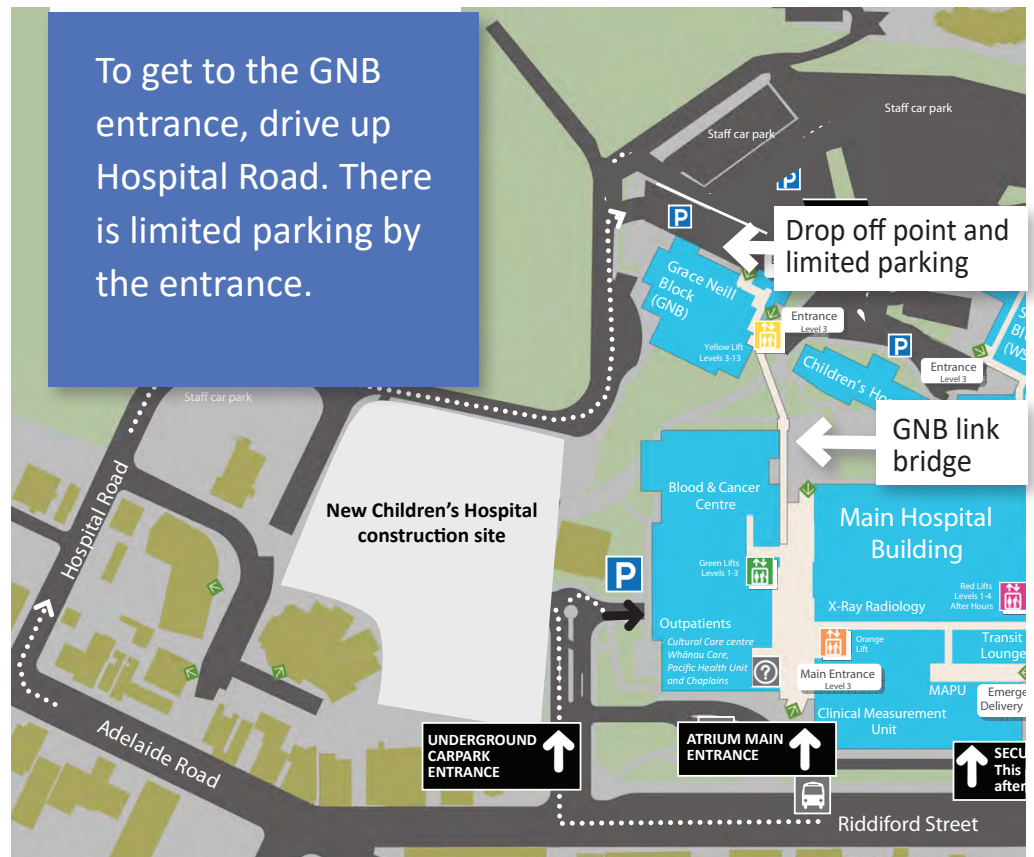 To get to the GNB
entrance, drive up
Hospital Road. There
is limited parking by
the entrance.
Staff car park
Staff car park
P
P
Drop off point and
limited parking
Grace Neill
Block
(GNB)
Entrance
Level 3
Yellow Lift
Levels 3-13
P
Entrance
Level 3
Children's
Staff car park
GNB link
bridge
Hospital Road
New Children's Hospital
construction site
Blood & Cancer
Centre
Main Hospital
Building
Green Lifts
Levels 1-3
P
Red Lifts
Levels 1-4
After Hours
X-Ray Radiology
Outpatients
Cultural Care centre
Whānau Care,
Pacific Health Unit
and Chaplains
?
Orange
Lift
Transit
Lounge
Main Entrance
Level 3
MAPU
Delivery
Clinical Measurement
Unit
Adelaide Road
UNDERGROUND
CARPARK
ENTRANCE
ATRIUM MAIN
ENTRANCE
This
after
Riddiford Street